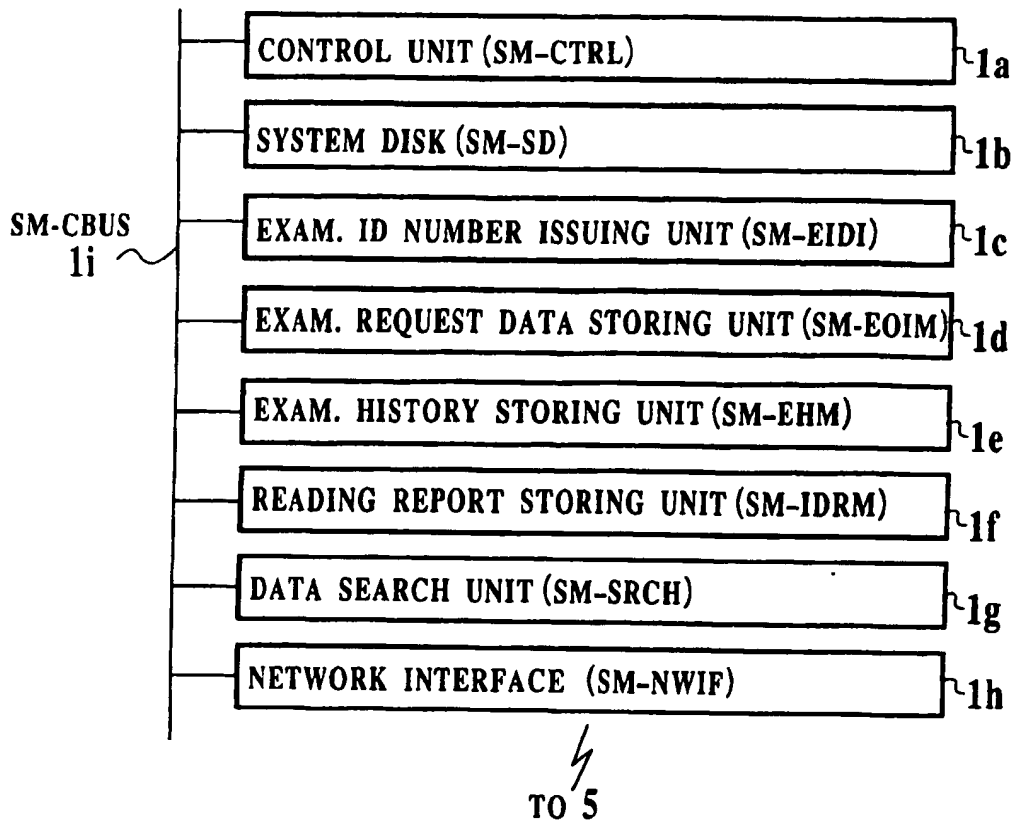 CONTROL UNIT (SM-CTRL)
1a
SYSTEM DISK (SM-SD)
1b
SM-CBUS
1i
EXAM. ID NUMBER ISSUING UNIT (SM-EIDI)
1c
EXAM. REQUEST DATA STORING UNIT (SM-EOIM)
1d
EXAM. HISTORY STORING UNIT (SM-EHM)
1e
READING REPORT STORING UNIT (SM-IDRM)
1f
DATA SEARCH UNIT (SM-SRCH)
1g
NETWORK INTERFACE (SM-NWIF)
1h
TO 5